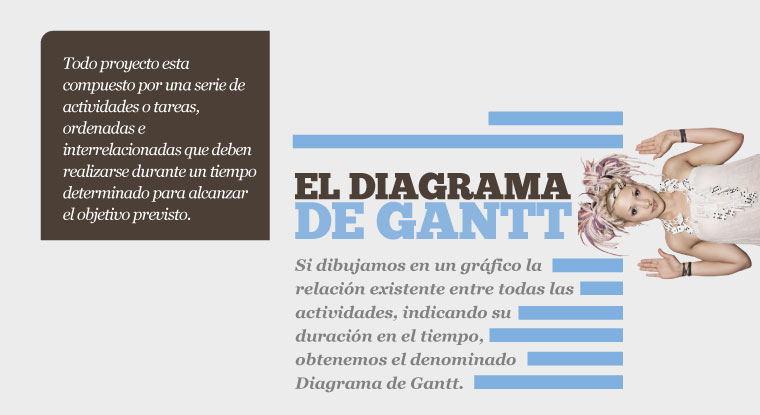 Todo proyecto esta
compuesto por una serie de
actividades o tareas,
ordenadas e
interrelacionadas que deben
realizarse durante un tiempo
determinado para alcanzar
el objetivo previsto.
EL DIAGRAMA
DE GANTT
Si dibujamos en un gráfico la
relación existente entre todas las
actividades, indicando su
duración en el tiempo,
obtenemos el denominado
Diagrama de Gantt.